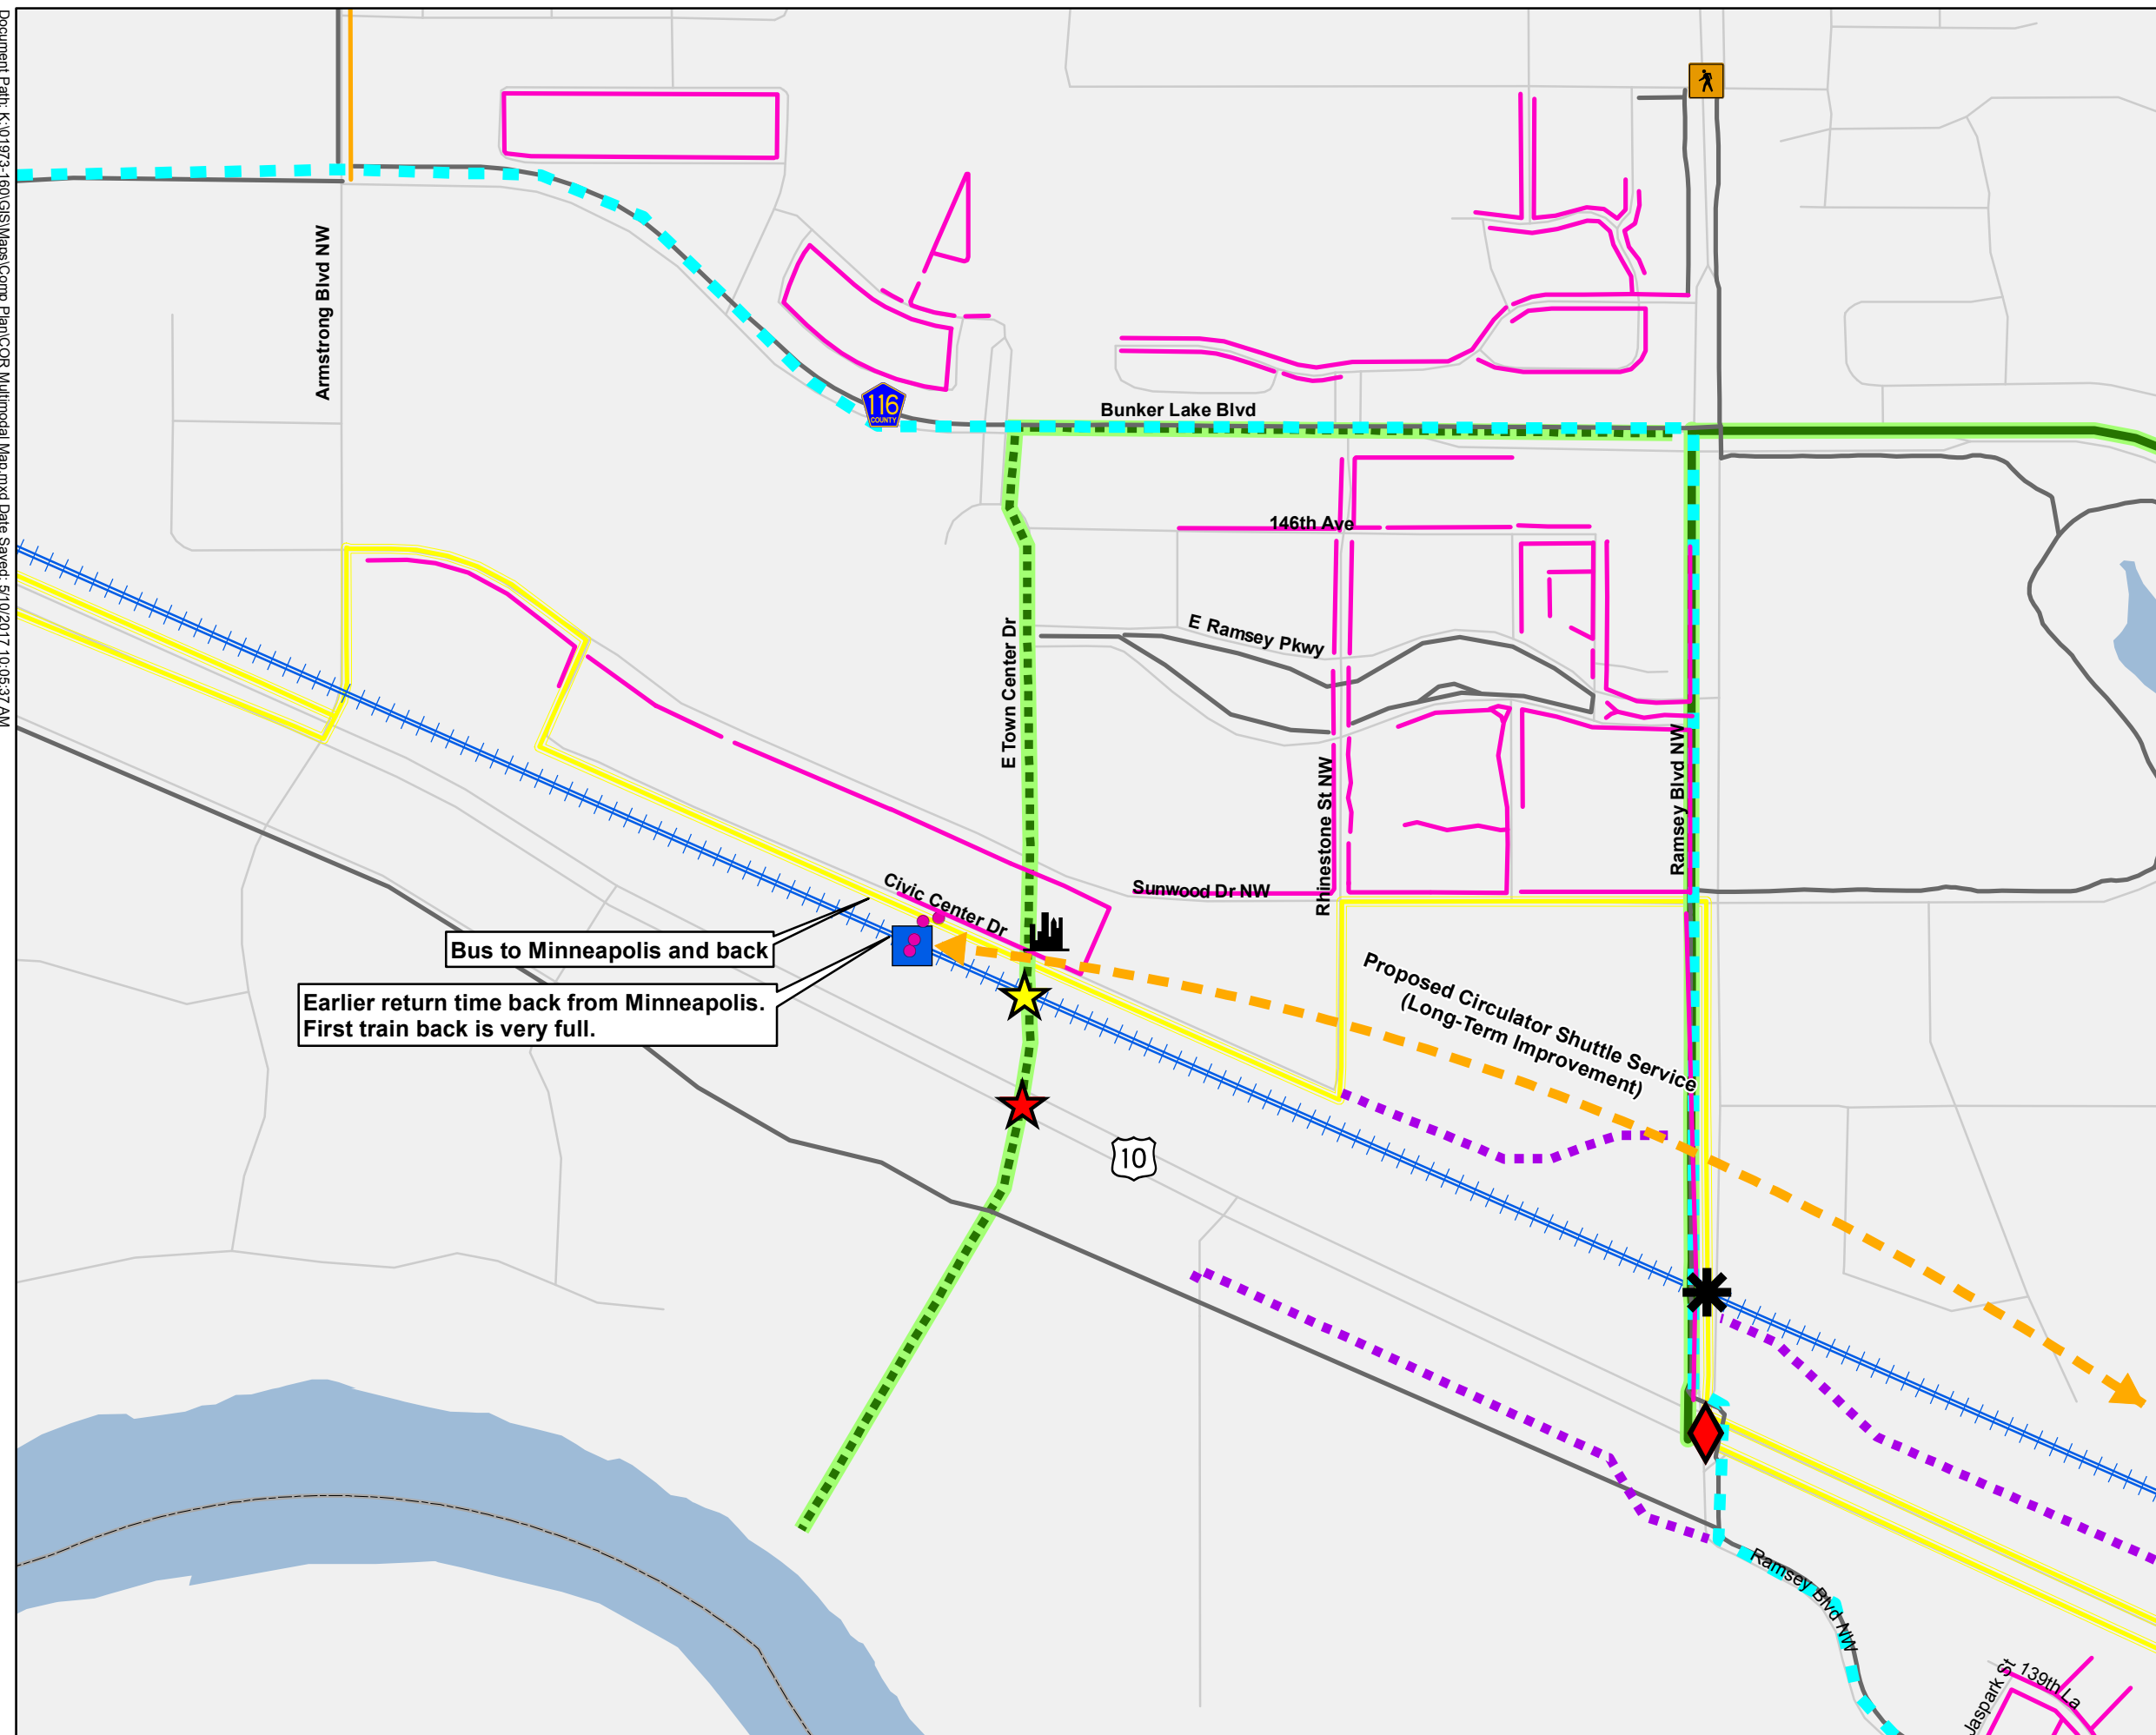 Document Path: K:\01973-160\GIS\Maps\Comp_Plan\COR Multimodal Map.mxd Date Saved: 5/10/2017 10:05:37 AM
Armstrong Blvd NW
116
COUNTY
Bunker Lake Blvd
146th Ave
E Ramsey Pkwy
E Town Center Dr
Rhinestone St NW
Ramsey Blvd NW
Sunwood Dr NW
Civic Center Dr
Bus to Minneapolis and back
Earlier return time back from Minneapolis.
First train back is very full.
Proposed Circulator Shuttle Service
(Long-Term Improvement)
10
Ramsey Blvd NW
Jaspark St
139th La